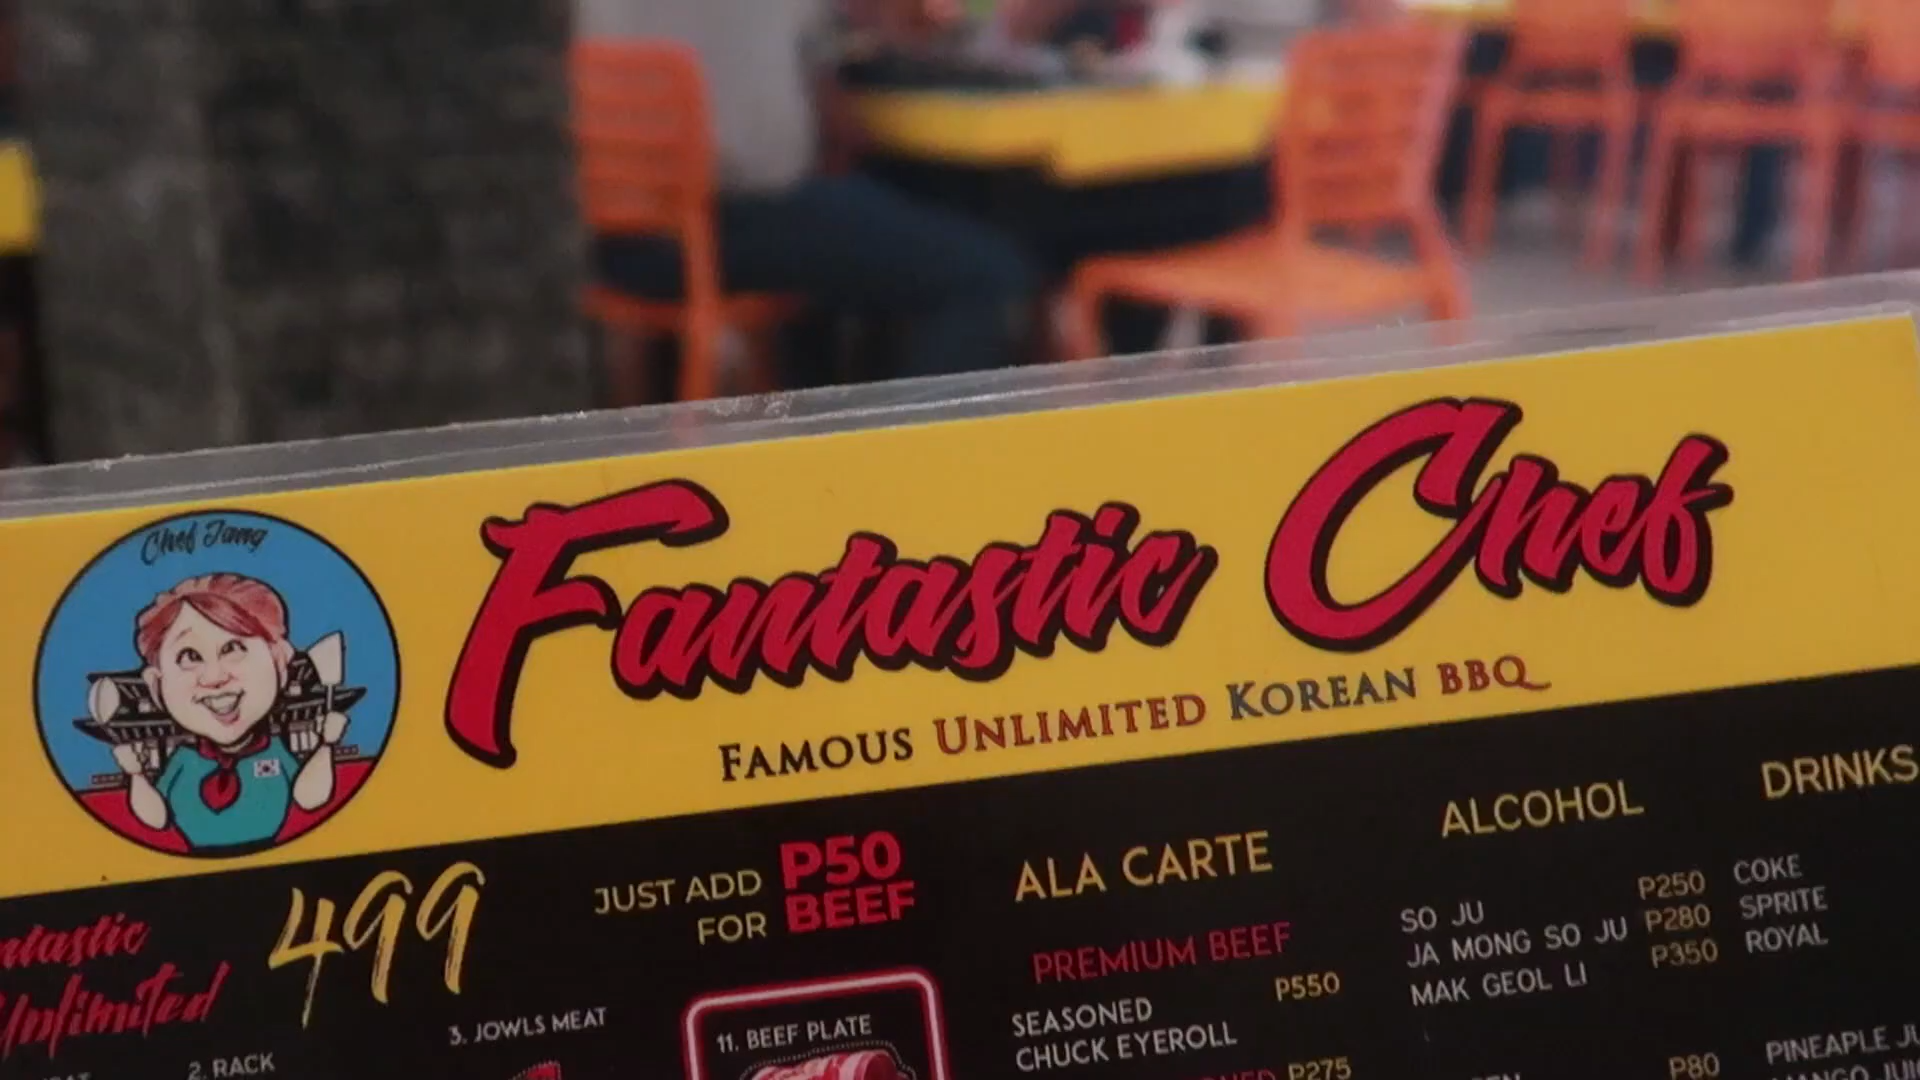 Chef Jang
Fantastic Chef
FAMOUS UNLIMITED KOREAN BBQ
Unlimited
499
JUST ADD P50
FOR BEEF
2. RACK
3. JOWLS MEAT
11. BEEF PLATE
ALA CARTE
PREMIUM BEEF
SEASONED P550
CHUCK EYEROLL
P275
ALCOHOL
SO JU P250
JA MONG SO JU P280
MAK GEOL LI P350
P80
DRINKS
COKE
SPRITE
ROYAL
PINEAPPLE